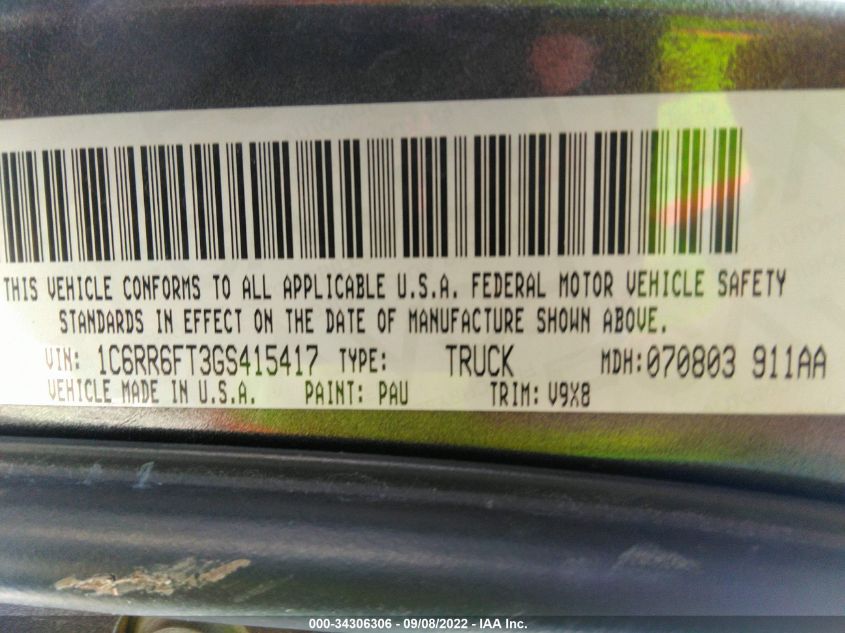 THIS VEHICLE CONFORMS TO ALL APPLICABLE U.S.A. FEDERAL MOTOR VEHICLE SAFETY
STANDARDS IN EFFECT ON THE DATE OF MANUFACTURE SHOWN ABOVE.
VIN: 1C6RR6FT3GS415417 TYPE: TRUCK MDH:070803 911AA
VEHICLE MADE IN U.S.A. PAINT: PAU TRIM: V9X8
000-34306306 - 09/08/2022 - IAA Inc.